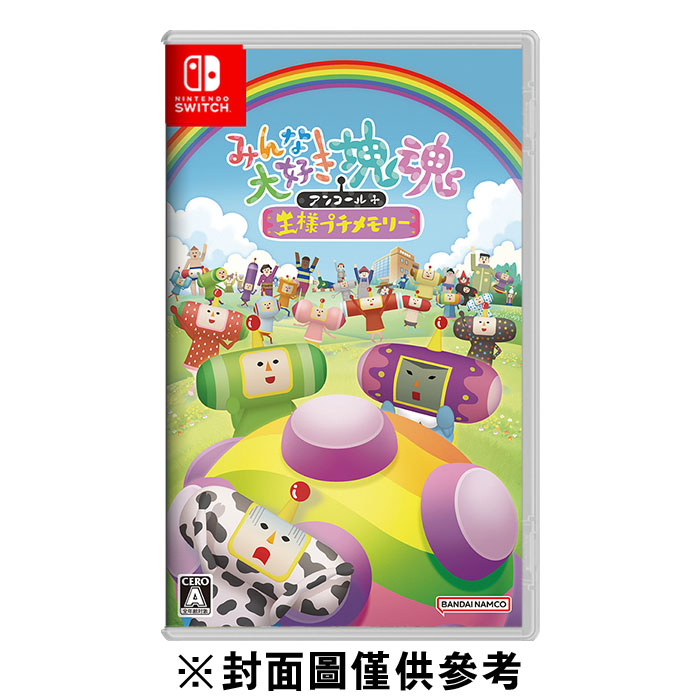 NINTENDO
SWITCH
みんな
大好き塊魂
アンコール+
王様プチメモリー
CERO
A
全年齢対象
BANDAI NAMCO
※封面圖僅供參考